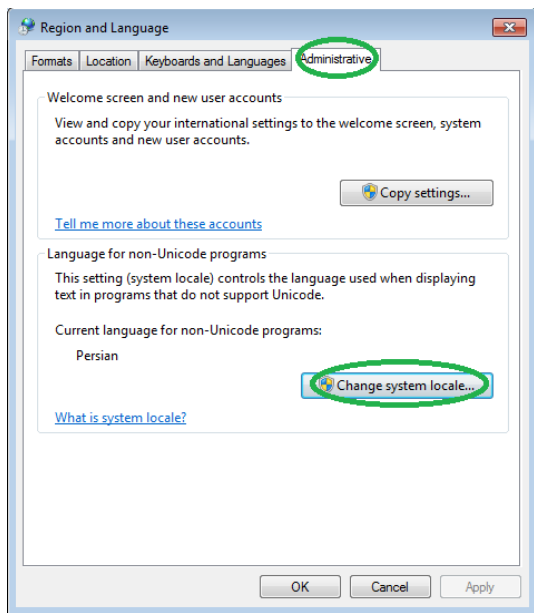 Region and Language
Formats Location Keyboards and Languages Administrative
Welcome screen and new user accounts
View and copy your international settings to the welcome screen, system
accounts and new user accounts.
Copy settings...
Tell me more about these accounts
Language for non-Unicode programs
This setting (system locale) controls the language used when displaying
text in programs that do not support Unicode.
Current language for non-Unicode programs:
Persian
Change system locale...
What is system locale?
OK Cancel Apply